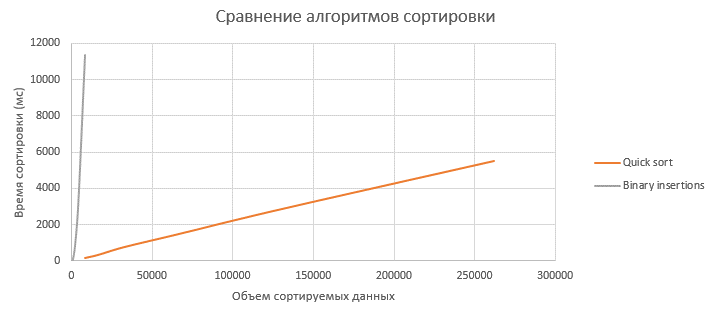 Сравнение алгоритмов сортировки
Время сортировки (мс)
12000
10000
8000
6000
4000
2000
0
0 50000 100000 150000 200000 250000 300000
Объем сортируемых данных
Quick sort
Binary insertions